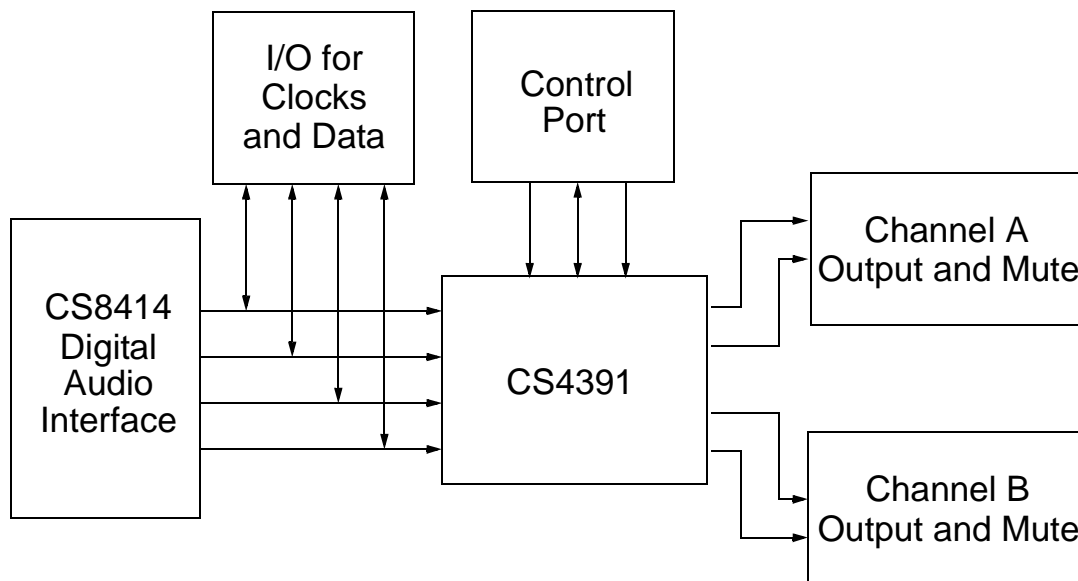 I/O for
Clocks
and Data
Control
Port
CS8414
Digital
Audio
Interface
CS4391
Channel A
Output and Mute
Channel B
Output and Mute